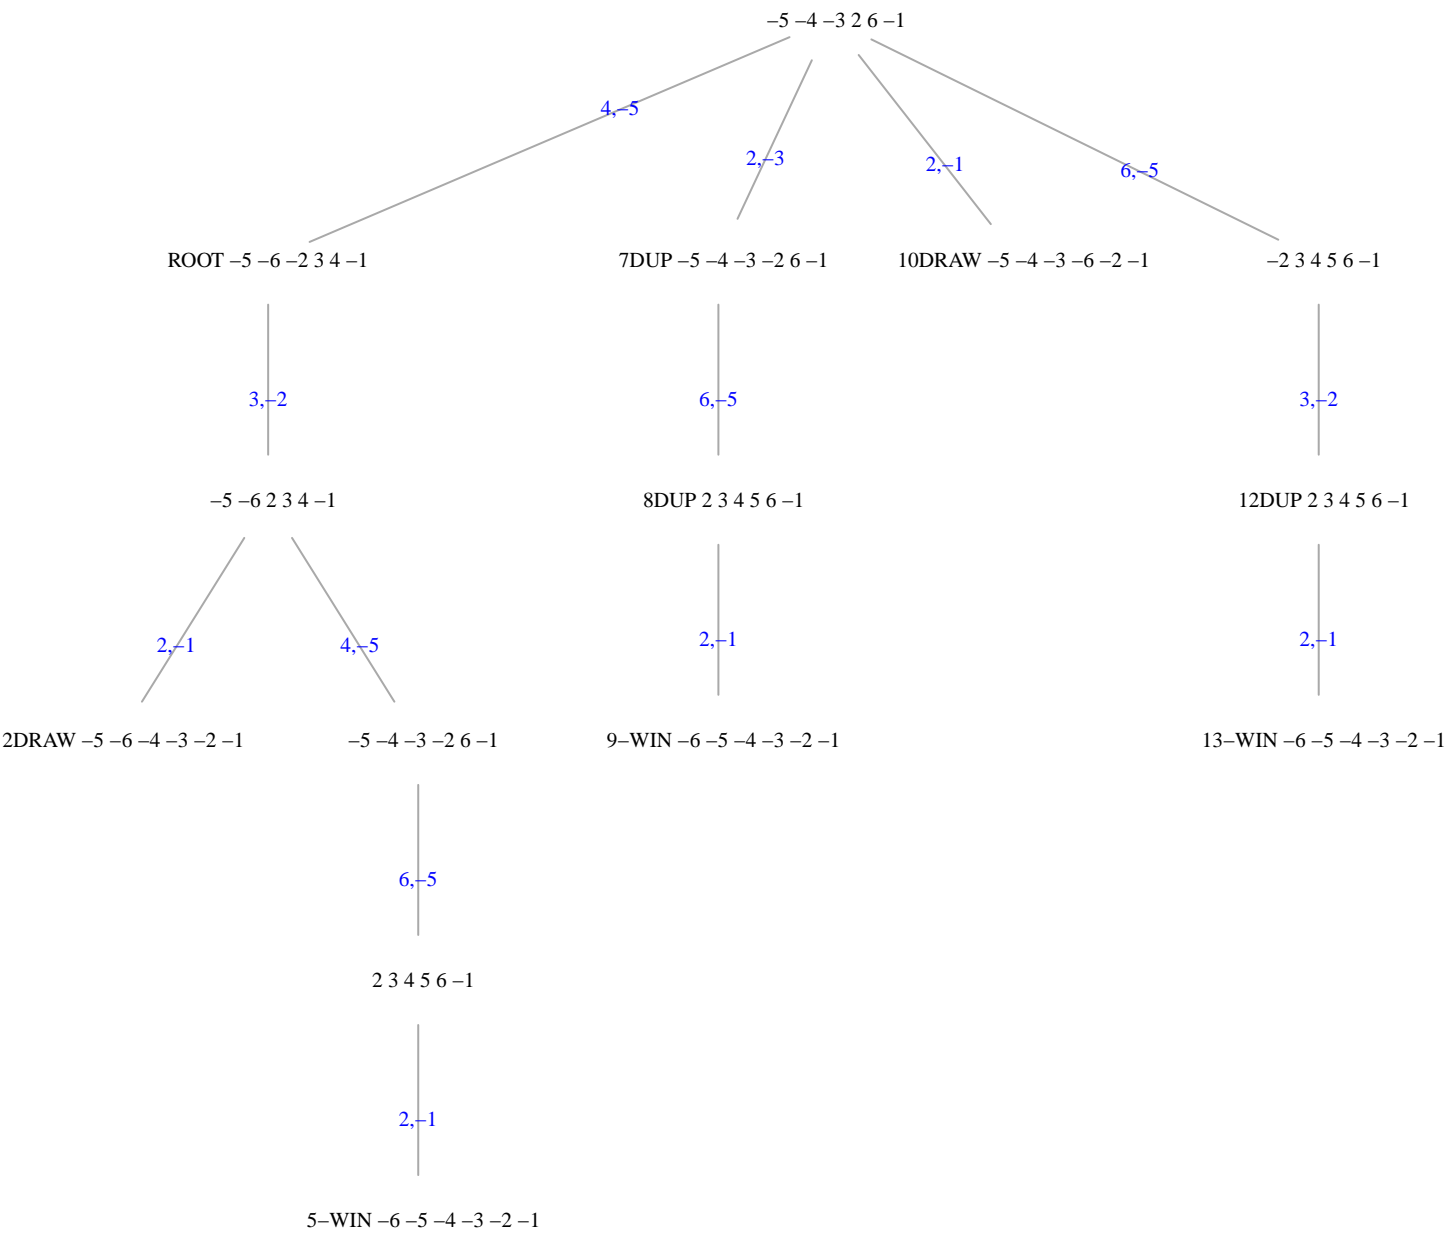 –5 –4 –3 2 6 –1
4,–5
2,–3
2,–1
6,–5
ROOT –5 –6 –2 3 4 –1
7DUP –5 –4 –3 –2 6 –1
10DRAW –5 –4 –3 –6 –2 –1
–2 3 4 5 6 –1
3,–2
6,–5
3,–2
–5 –6 2 3 4 –1
8DUP 2 3 4 5 6 –1
12DUP 2 3 4 5 6 –1
2,–1
4,–5
2,–1
2,–1
2DRAW –5 –6 –4 –3 –2 –1
–5 –4 –3 –2 6 –1
9–WIN –6 –5 –4 –3 –2 –1
13–WIN –6 –5 –4 –3 –2 –1
6,–5
2 3 4 5 6 –1
2,–1
5–WIN –6 –5 –4 –3 –2 –1